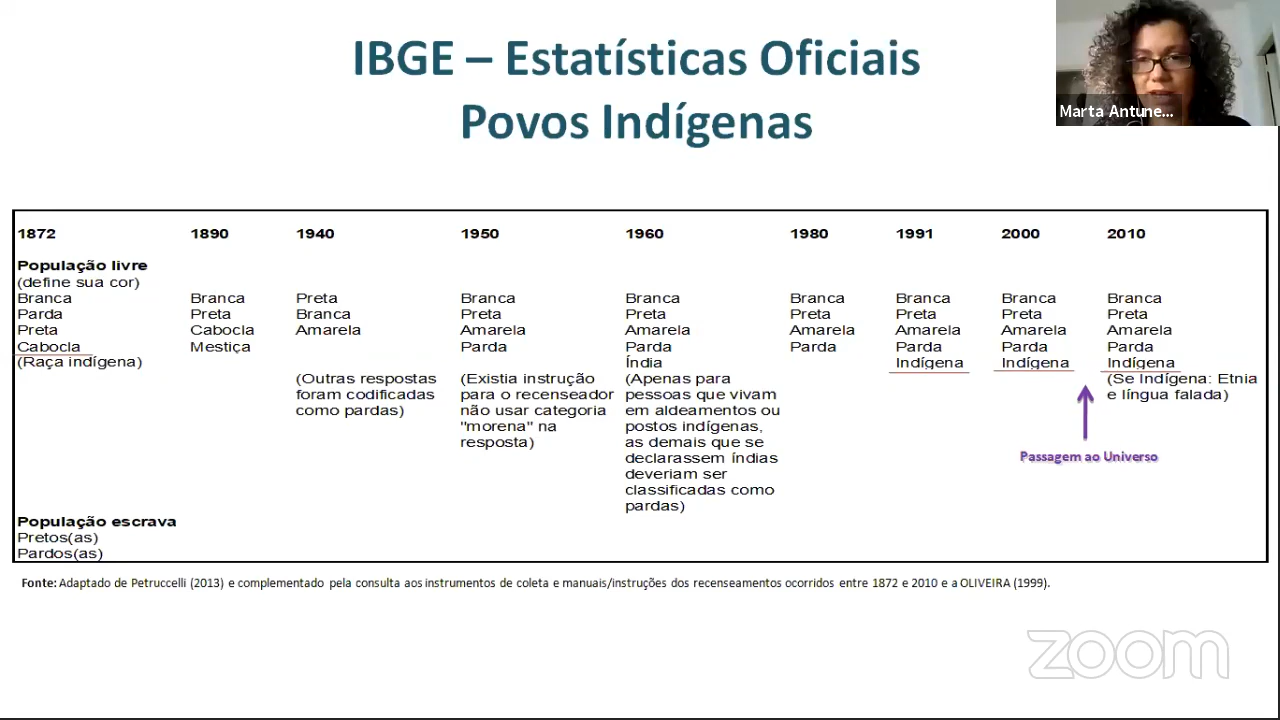 IBGE – Estatísticas Oficiais
Povos Indígenas
Marta Antune...
1872 1890 1940 1950 1960 1980 1991 2000 2010
População livre
(define sua cor)
Branca Branca Preta Branca Branca Branca Branca Branca Branca
Parda Preta Branca Preta Preta Preta Preta Preta Preta
Preta Cabocla Amarela Amarela Amarela Amarela Amarela Amarela Amarela
Cabocla Mestiça Parda Parda Parda Parda Parda Parda
(Raça indígena) Índia Indígena Indígena Indígena
(Outras respostas (Existia instrução (Apenas para (Se Indígena: Etnia
foram codificadas para o recenseador pessoas que vivam e língua falada)
como pardas) não usar categoria em aldeamentos ou
"morena" na postos indígenas,
resposta) as demais que se
declarassem índias
deveriam ser
classificadas como
pardas)
Passagem ao Universo
População escrava
Pretos(as)
Pardos(as)
Fonte: Adaptado de Petruccelli (2013) e complementado pela consulta aos instrumentos de coleta e manuais/instruções dos recenseamentos ocorridos entre 1872 e 2010 e a OLIVEIRA (1999).
zoom